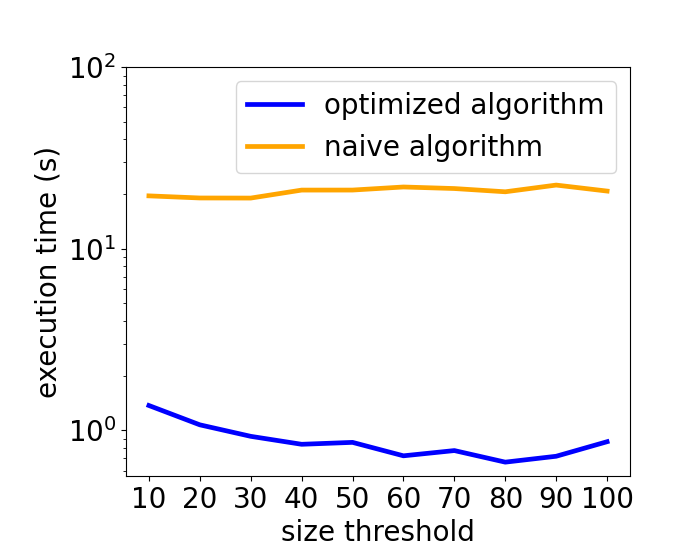 10²
optimized algorithm
naive algorithm
10¹
execution time (s)
10⁰
10 20 30 40 50 60 70 80 90 100
size threshold